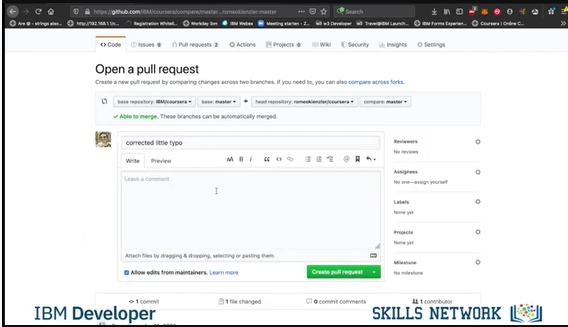 https://github.com/IBM/coursera/compare/master...romeokienzler:master
Search
Are @ - strings also...
http://192.168.1.1/n...
Registration Whitel...
Workday Sim
IBM Webex
Meeting starten - Z...
w3 Developer
Travel@IBM Launch...
IBM Forms Experien...
Coursera | Online C...
Code
Issues
Pull requests 2
Actions
Projects 0
Wiki
Security
Insights
Settings
Open a pull request
Create a new pull request by comparing changes across two branches. If you need to, you can also compare across forks.
base repository: IBM/coursera
base: master
head repository: romeokienzler/coursera
compare: master
✓ Able to merge. These branches can be automatically merged.
corrected little typo
Write
Preview
AA B i
Leave a comment
Attach files by dragging & dropping, selecting or pasting them.
Allow edits from maintainers. Learn more
Create pull request
Reviewers
No reviews
Assignees
No one—assign yourself
Labels
None yet
Projects
None yet
Milestone
No milestone
1 commit
1 file changed
0 commit comments
1 contributor
IBM Developer
SKILLS NETWORK